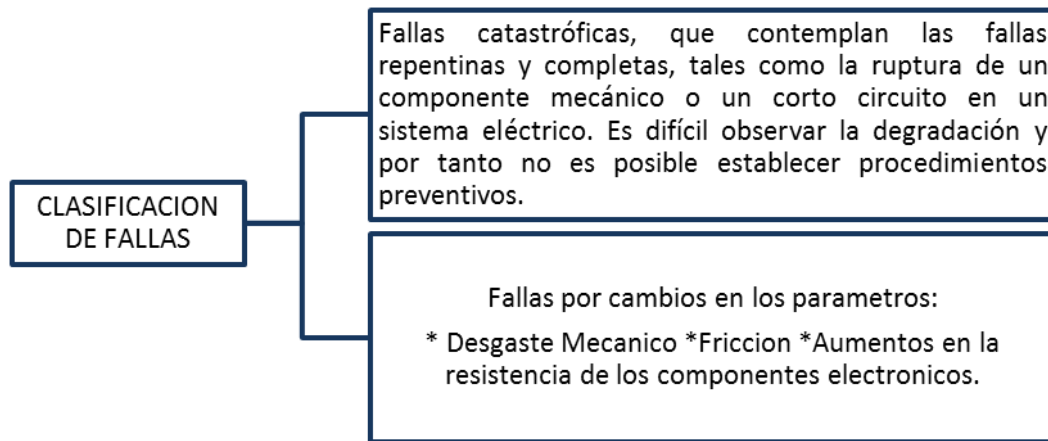 CLASIFICACION
DE FALLAS
Fallas catastróficas, que contemplan las fallas
repentinas y completas, tales como la ruptura de un
componente mecánico o un corto circuito en un
sistema eléctrico. Es difícil observar la degradación y
por tanto no es posible establecer procedimientos
preventivos.
Fallas por cambios en los parametros:
* Desgaste Mecanico *Friccion *Aumentos en la
resistencia de los componentes electronicos.